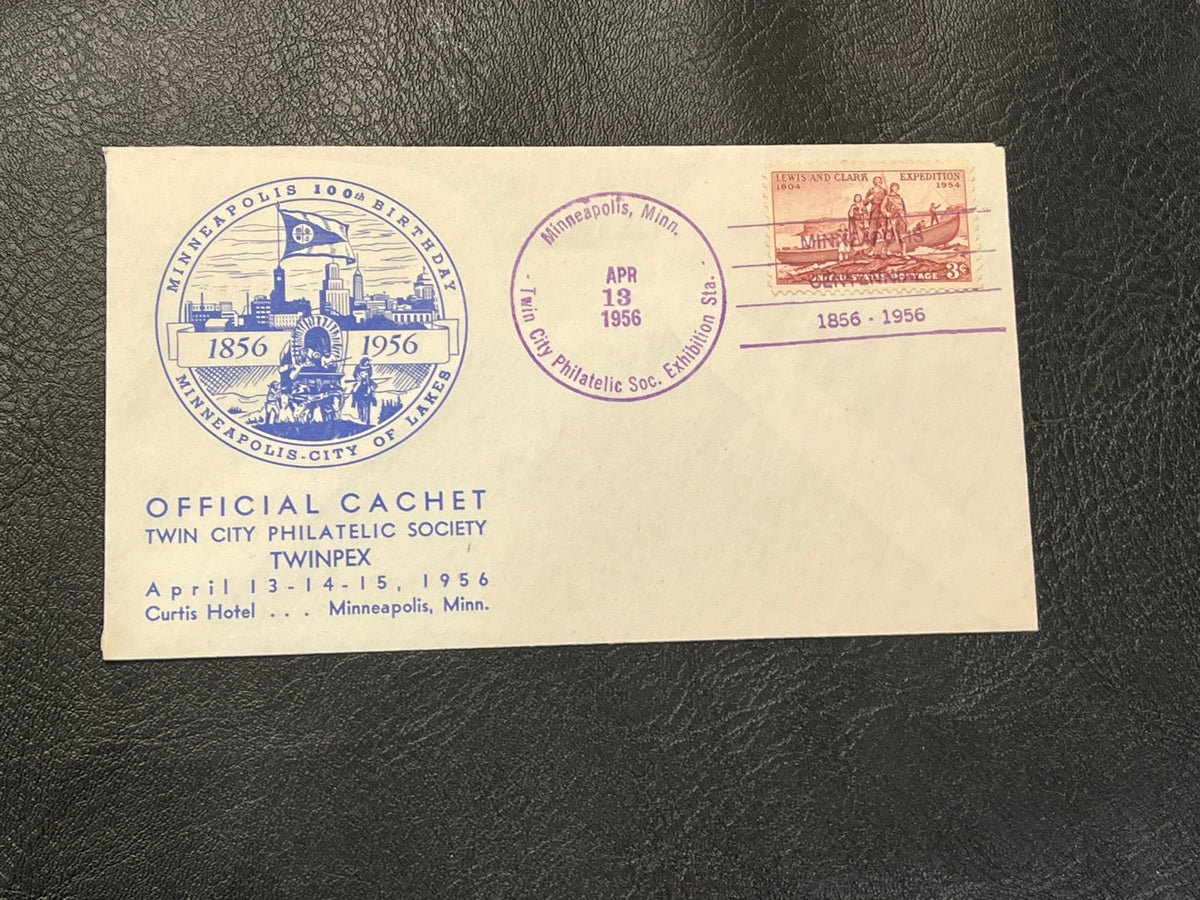 MINNEAPOLIS 100th BIRTHDAY
1856 1956
MINNEAPOLIS-CITY OF LAKES
OFFICIAL CACHET
TWIN CITY PHILATELIC SOCIETY
TWINPEX
April 13-14-15, 1956
Curtis Hotel . . . Minneapolis, Minn.
Minneapolis, Minn.
APR
13
1956
- Twin City Philatelic Soc. Exhibition Sta. -
LEWIS AND CLARK EXPEDITION
1804 1954
UNITED STATES POSTAGE 3¢
MINNEAPOLIS
CENTENNIAL
1856 - 1956